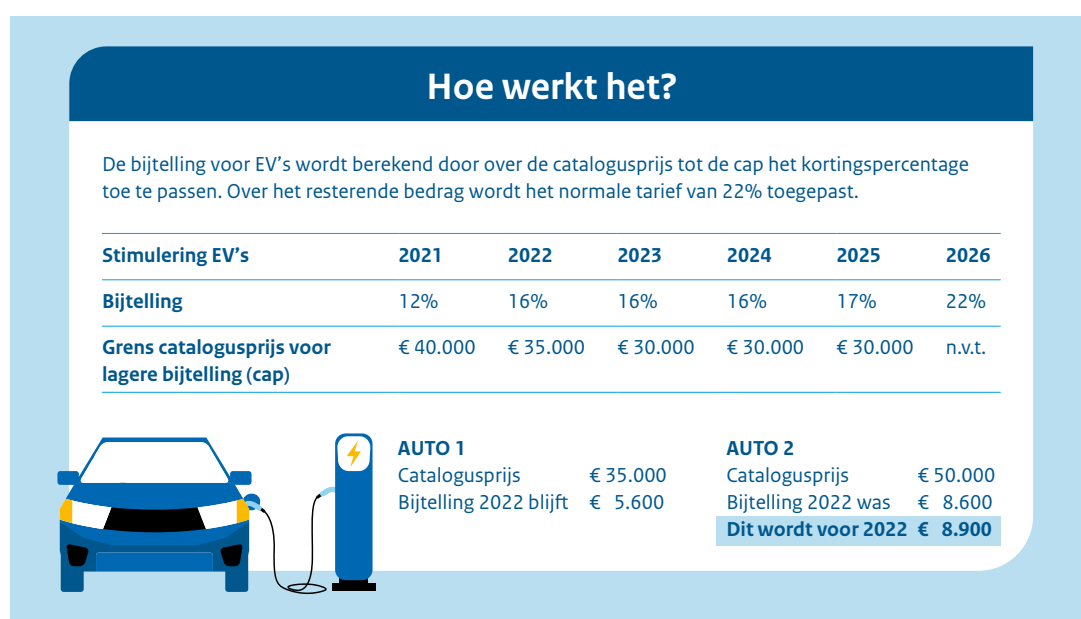 Hoe werkt het?
De bijtelling voor EV's wordt berekend door over de catalogusprijs tot de cap het kortingspercentage
toe te passen. Over het resterende bedrag wordt het normale tarief van 22% toegepast.
Stimulering EV's 2021 2022 2023 2024 2025 2026
Bijtelling 12% 16% 16% 16% 17% 22%
Grens catalogusprijs voor € 40.000 € 35.000 € 30.000 € 30.000 € 30.000 n.v.t.
lagere bijtelling (cap)
AUTO 1
Catalogusprijs € 35.000
Bijtelling 2022 blijft € 5.600
AUTO 2
Catalogusprijs € 50.000
Bijtelling 2022 was € 8.600
Dit wordt voor 2022 € 8.900